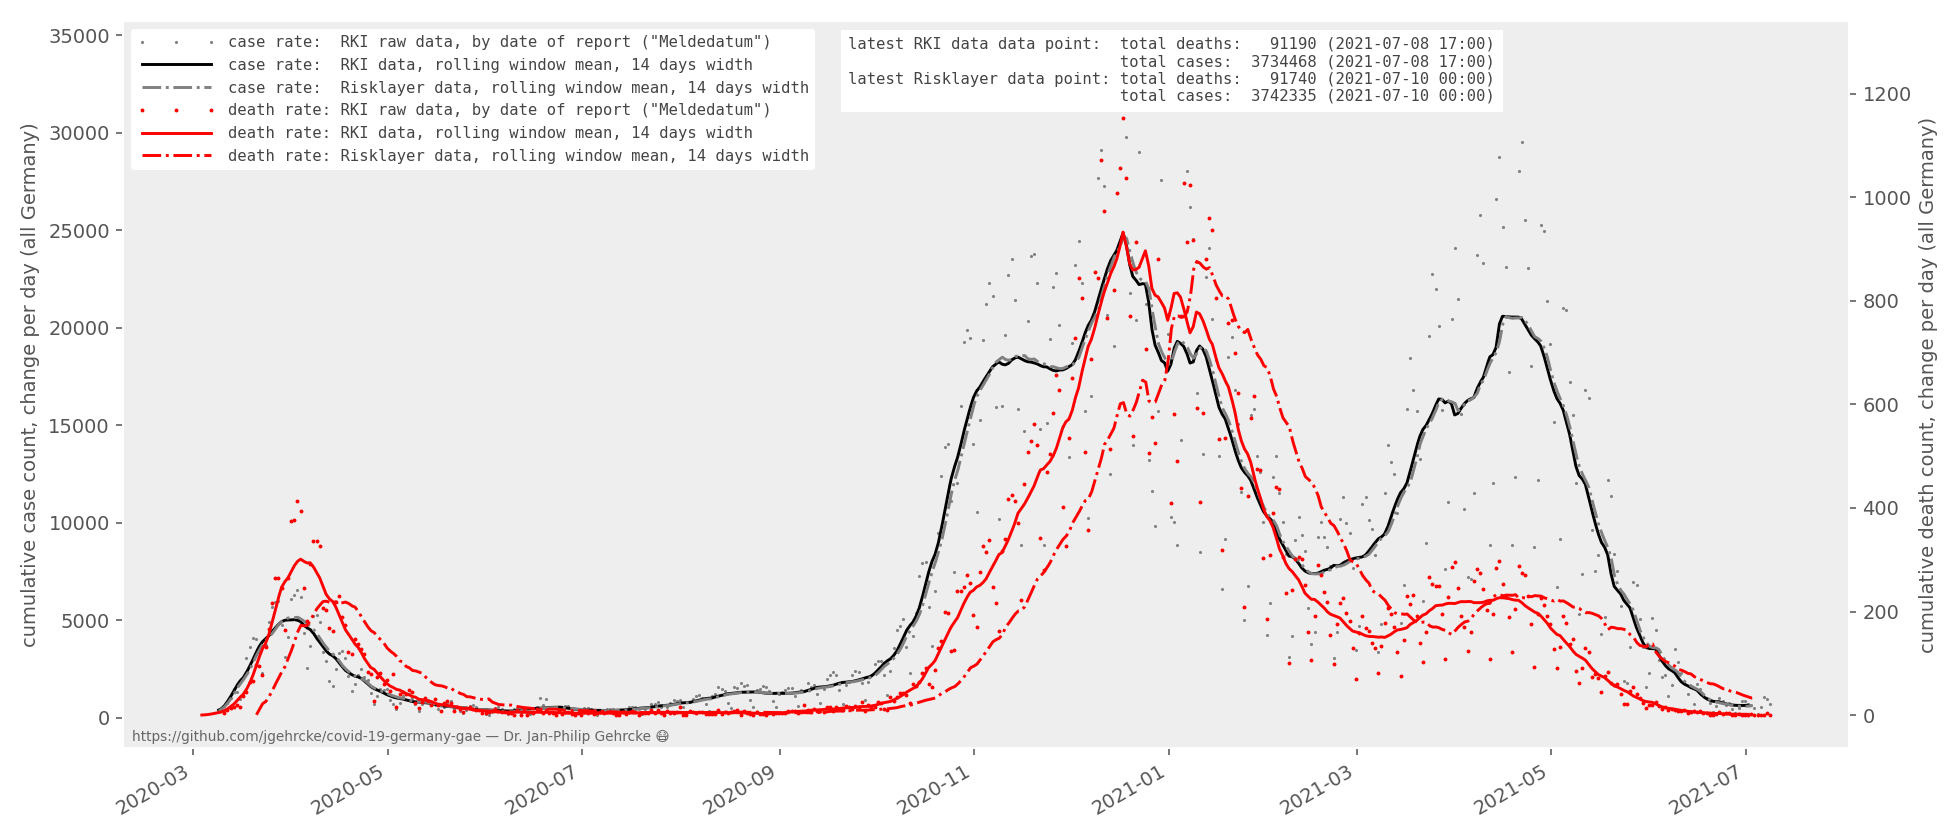 case rate:  RKI raw data, by date of report ("Meldedatum")
case rate:  RKI data, rolling window mean, 14 days width
case rate:  Risklayer data, rolling window mean, 14 days width
death rate: RKI raw data, by date of report ("Meldedatum")
death rate: RKI data, rolling window mean, 14 days width
death rate: Risklayer data, rolling window mean, 14 days width
latest RKI data data point:  total deaths:   91190 (2021-07-08 17:00)
total cases:  3734468 (2021-07-08 17:00)
latest Risklayer data point: total deaths:   91740 (2021-07-10 00:00)
total cases:  3742335 (2021-07-10 00:00)
cumulative case count, change per day (all Germany)
35000
30000
25000
20000
15000
10000
5000
0
cumulative death count, change per day (all Germany)
1200
1000
800
600
400
200
0
https://github.com/jgehrcke/covid-19-germany-gae — Dr. Jan-Philip Gehrcke 😷
2020-03
2020-05
2020-07
2020-09
2020-11
2021-01
2021-03
2021-05
2021-07